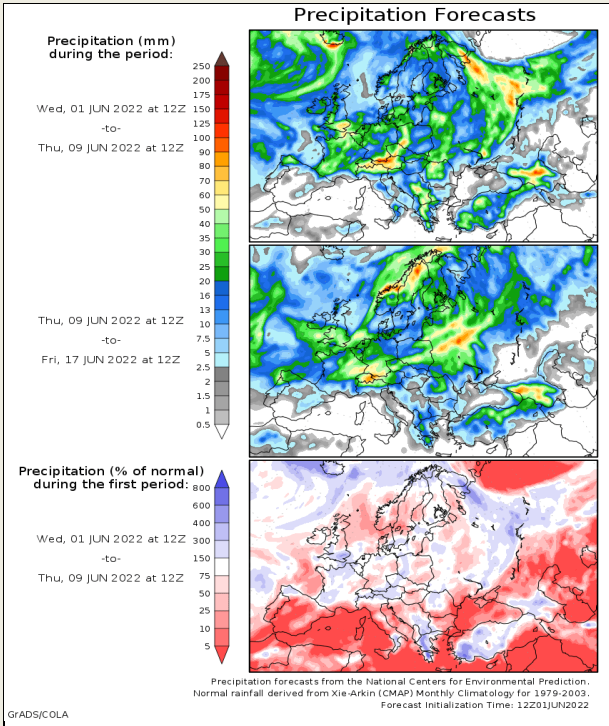 Precipitation Forecasts
Precipitation (mm)
during the period:
Wed, 01 JUN 2022 at 12Z
-to-
Thu, 09 JUN 2022 at 12Z
250
200
175
150
125
100
90
80
70
60
50
40
35
30
25
20
16
13
10
7.5
5
2.5
2
1.5
1
0.5
Thu, 09 JUN 2022 at 12Z
-to-
Fri, 17 JUN 2022 at 12Z
Precipitation (% of normal)
during the first period:
Wed, 01 JUN 2022 at 12Z
-to-
Thu, 09 JUN 2022 at 12Z
800
600
400
300
150
75
50
25
10
5
Precipitation forecasts from the National Centers for Environmental Prediction.
Normal rainfall derived from Xie-Arkin (CMAP) Monthly Climatology for 1979-2003.
Forecast Initialization Time: 12Z01JUN2022
GrADS/COLA